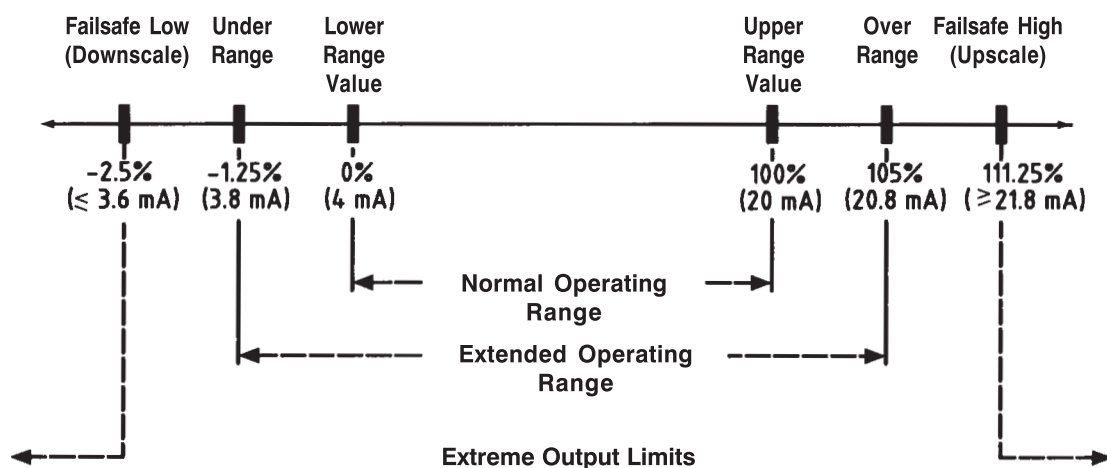 Failsafe Low Under Lower Upper Over Failsafe High
(Downscale) Range Range Range Range (Upscale)
Value Value
-2.5% -1.25% 0% 100% 105% 111.25%
(≤ 3.6 mA) (3.8 mA) (4 mA) (20 mA) (20.8 mA) (≥21.8 mA)
Normal Operating
Range
Extended Operating
Range
Extreme Output Limits